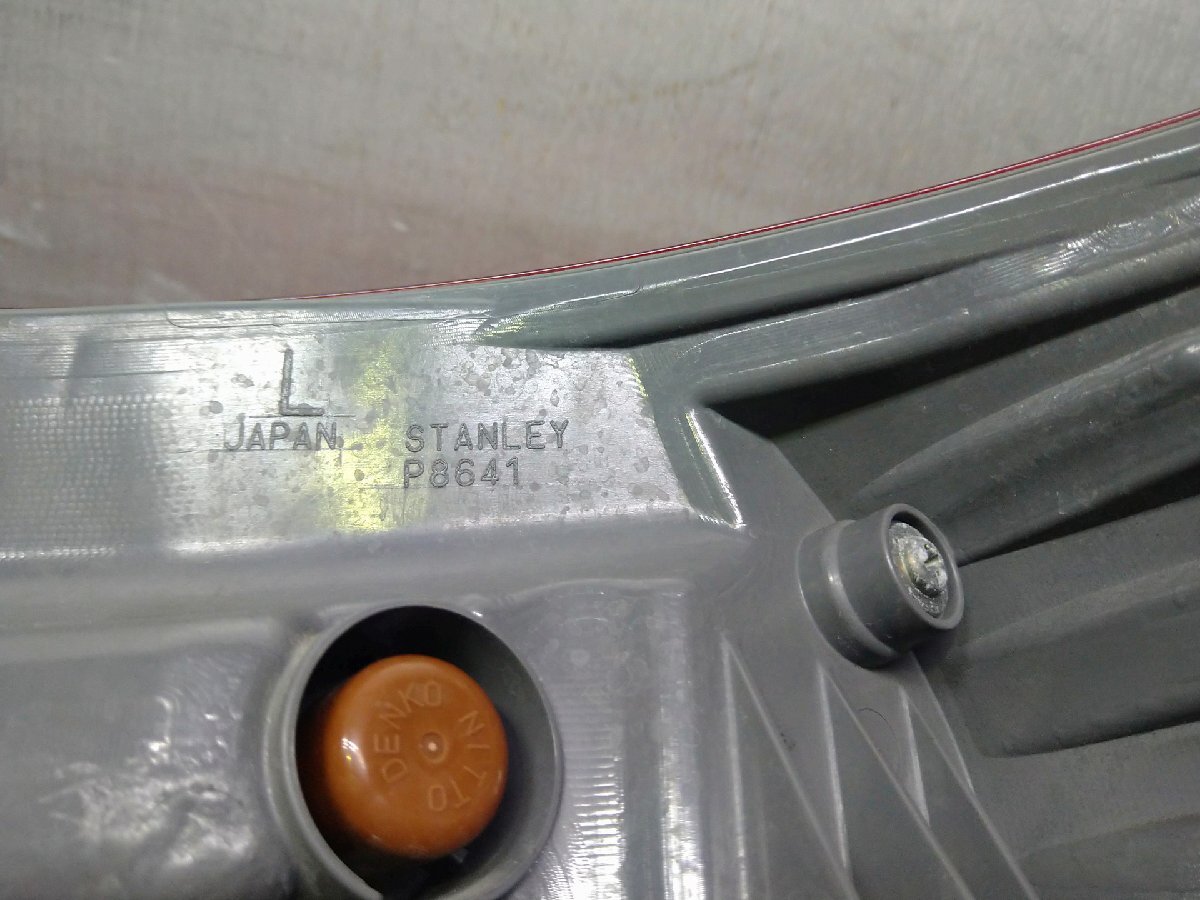 L
JAPAN
STANLEY
P8641
NITTO
DENKO